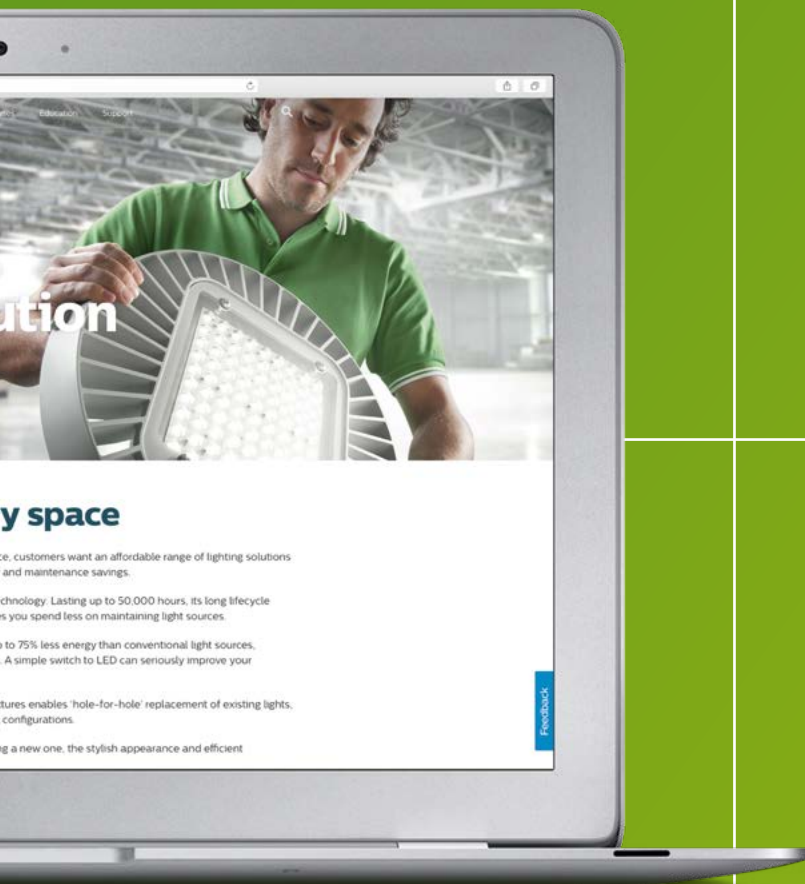 Education Support
ution
y space
ce, customers want an affordable range of lighting solutions
and maintenance savings.
chnology. Lasting up to 50,000 hours, its long lifecycle
es you spend less on maintaining light sources.
to 75% less energy than conventional light sources,
. A simple switch to LED can seriously improve your
tures enables 'hole-for-hole' replacement of existing lights,
configurations.
ng a new one, the stylish appearance and efficient
Feedback